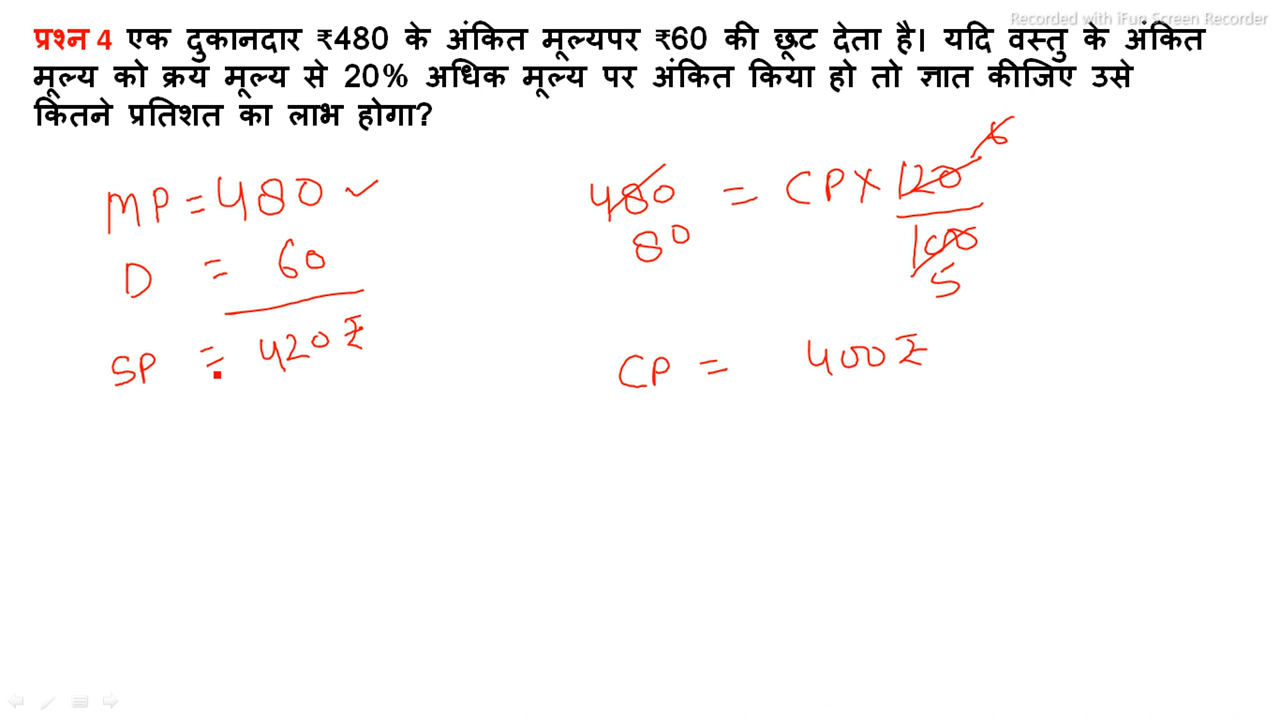 Recorded with iFun Screen Recorder
प्रश्न 4 एक दुकानदार ₹480 के अंकित मूल्यपर ₹60 की छूट देता है। यदि वस्तु के अंकित
मूल्य को क्रय मूल्य से 20% अधिक मूल्य पर अंकित किया हो तो ज्ञात कीजिए उसे
कितने प्रतिशत का लाभ होगा?
MP = 480 ✓
D = 60
SP = 420 ₹
6
480 = CP X 120
80
100
5
CP = 400 ₹